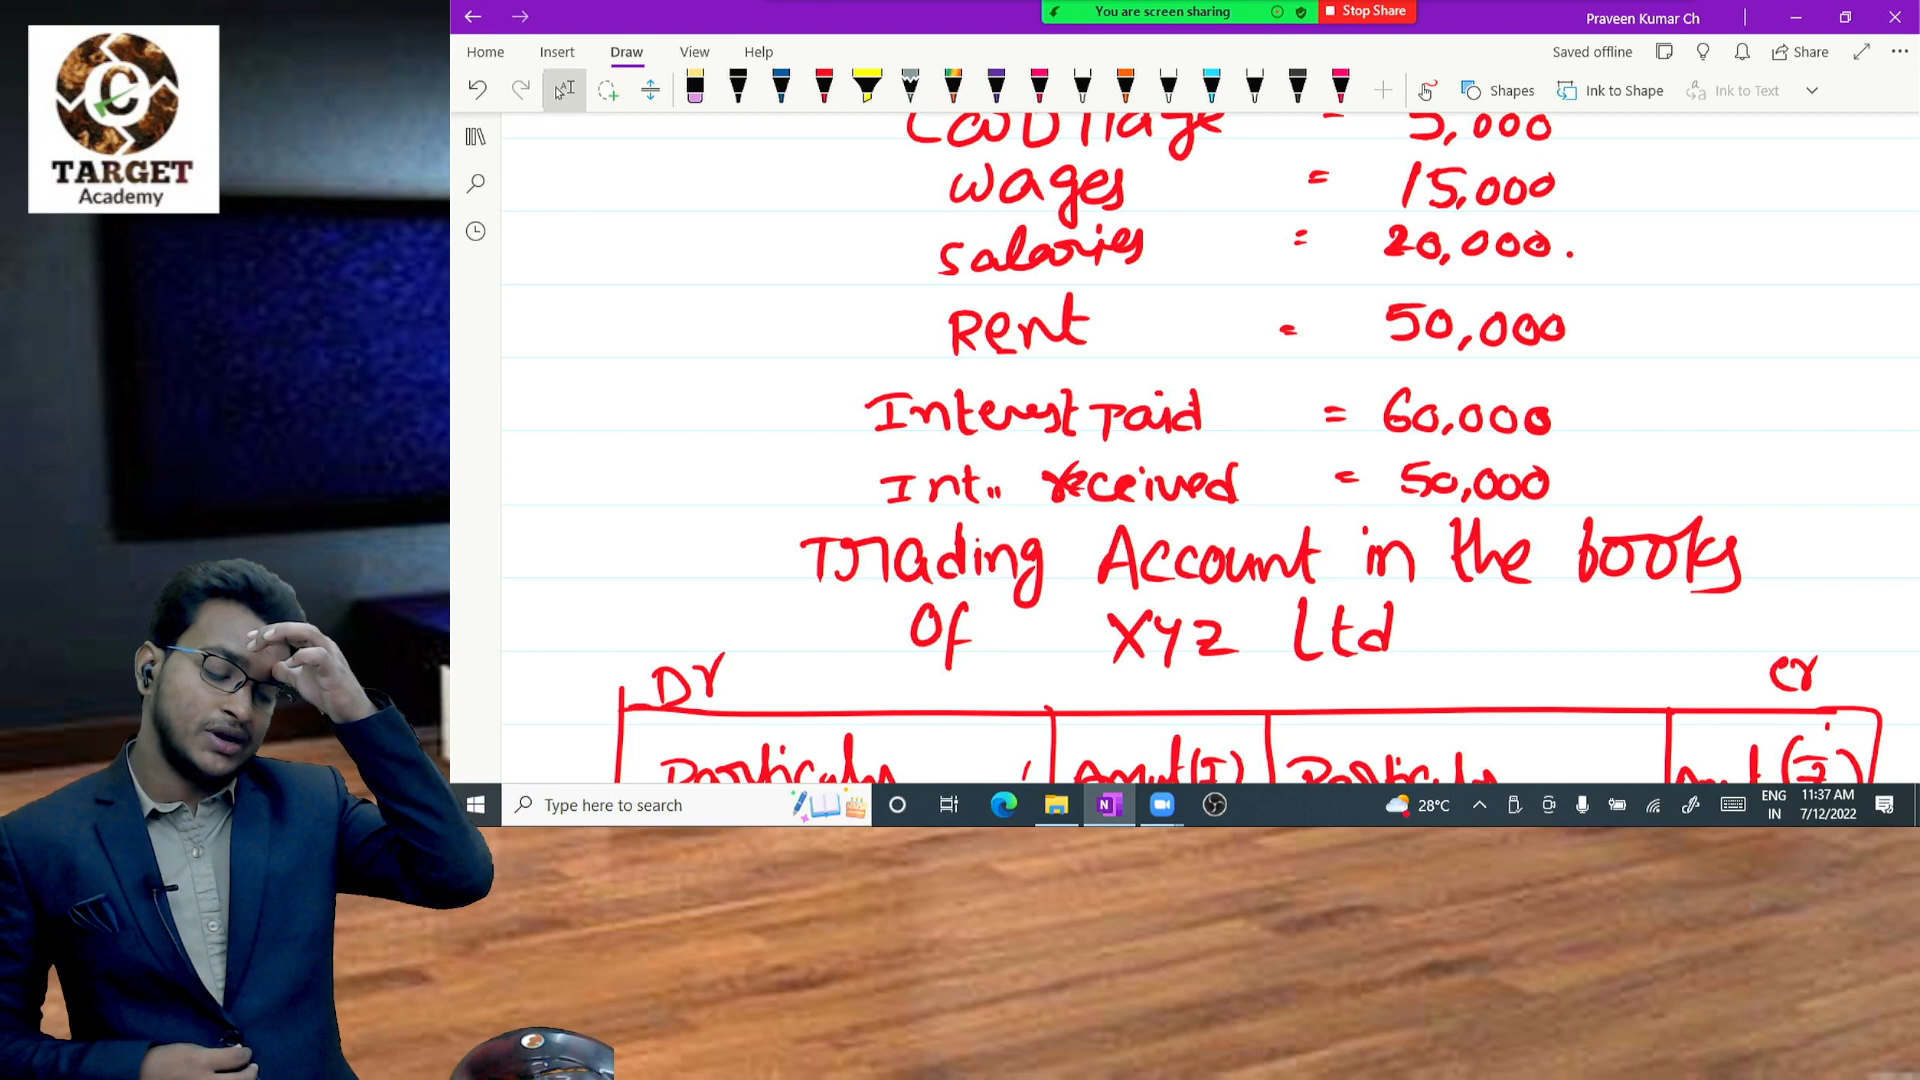 You are screen sharing
Stop Share
Praveen Kumar Ch
Home Insert Draw View Help
Saved offline
Share
Shapes
Ink to Shape
Ink to Text
TARGET
Academy
Carriage = 5,000
wages = 15,000
salaries = 20,000.
Rent = 50,000
Interest paid = 60,000
Int.. received = 50,000
Trading Account in the books
Of XYZ Ltd
Dr
Cr
Type here to search
28°C
ENG
IN
11:37 AM
7/12/2022